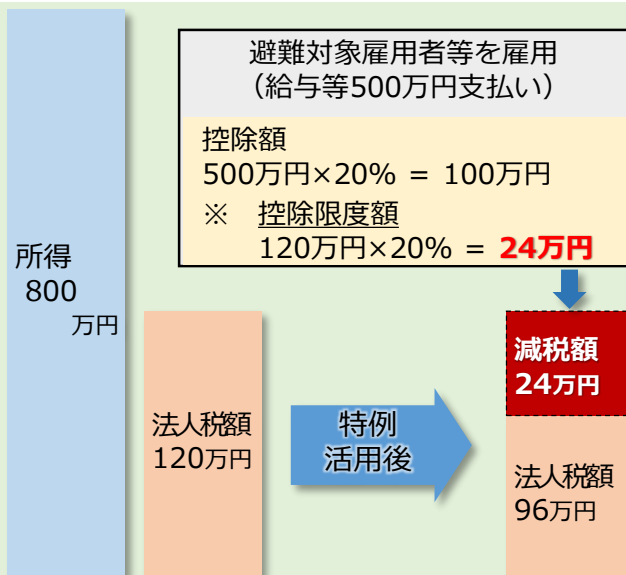 避難対象雇用者等を雇用
（給与等500万円支払い）
控除額
500万円×20% = 100万円
※ 控除限度額
120万円×20% = 24万円
所得
800
万円
法人税額
120万円
特例
活用後
減税額
24万円
法人税額
96万円